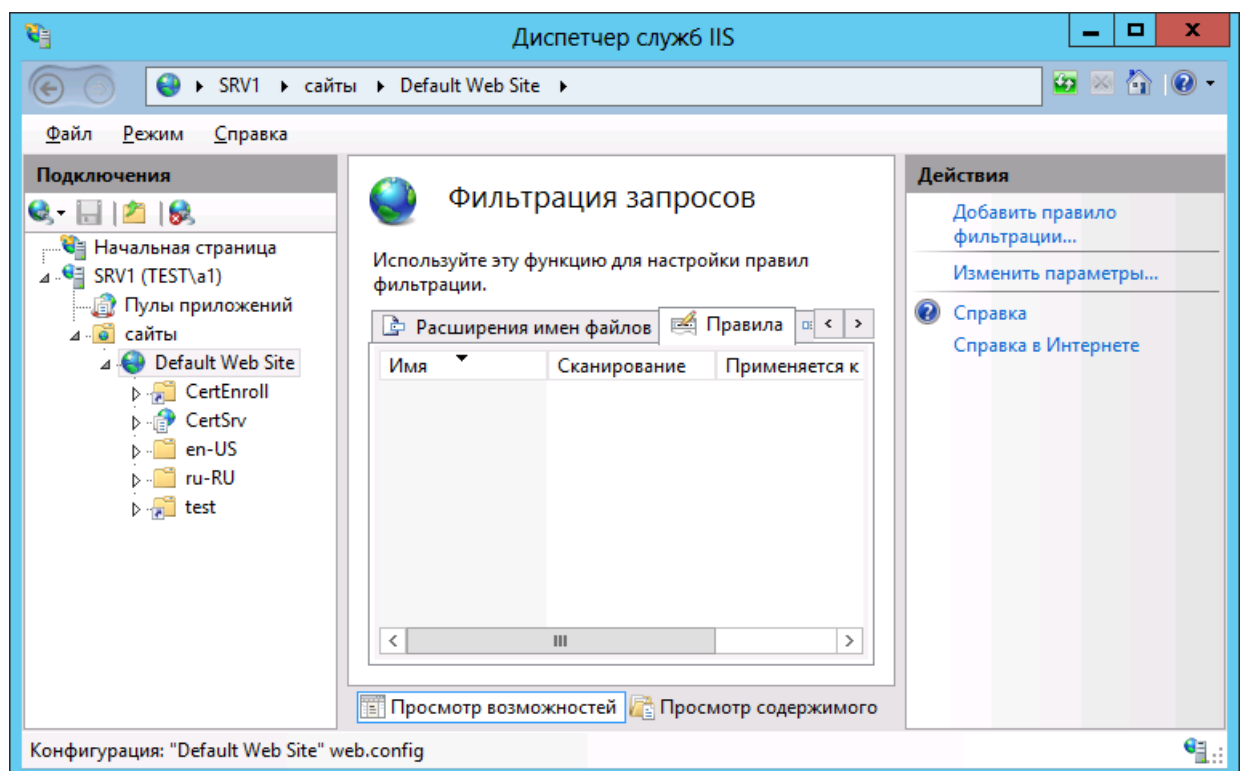 Диспетчер служб IIS
SRV1 сайты Default Web Site
Файл Режим Справка
Подключения
Начальная страница
SRV1 (TEST\a1)
Пулы приложений
сайты
Default Web Site
CertEnroll
CertSrv
en-US
ru-RU
test
Фильтрация запросов
Используйте эту функцию для настройки правил
фильтрации.
Расширения имен файлов Правила
Имя Сканирование Применяется к
Просмотр возможностей Просмотр содержимого
Действия
Добавить правило
фильтрации...
Изменить параметры...
Справка
Справка в Интернете
Конфигурация: "Default Web Site" web.config